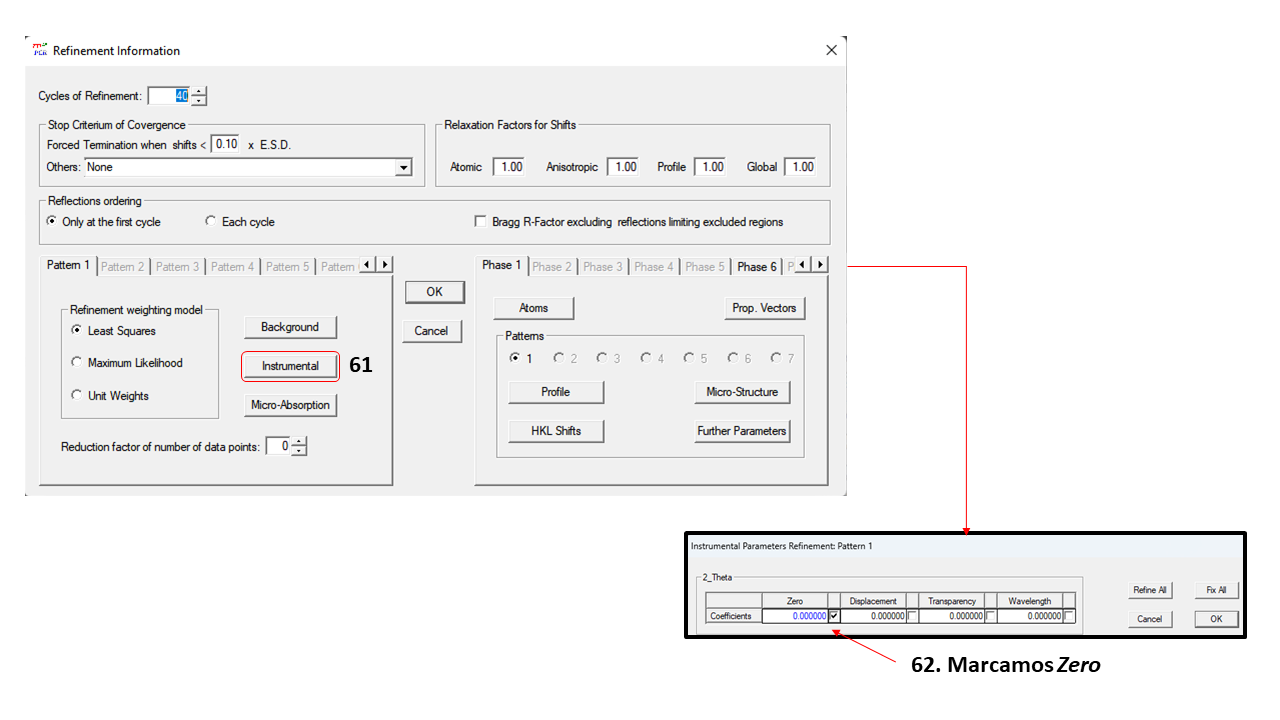 PCR Refinement Information
Cycles of Refinement: 40
Stop Criterium of Covergence
Forced Termination when shifts < 0.10 x E.S.D.
Others: None
Relaxation Factors for Shifts
Atomic 1.00 Anisotropic 1.00 Profile 1.00 Global 1.00
Reflections ordering
Only at the first cycle Each cycle Bragg R-Factor excluding reflections limiting excluded regions
Pattern 1 Pattern 2 Pattern 3 Pattern 4 Pattern 5 Pattern
Refinement weighting model
Least Squares
Maximum Likelihood
Unit Weights
Background
Instrumental 61
Micro-Absorption
Reduction factor of number of data points: 0
OK
Cancel
Phase 1 Phase 2 Phase 3 Phase 4 Phase 5 Phase 6 P
Atoms Prop. Vectors
Patterns
1 2 3 4 5 6 7
Profile Micro-Structure
HKL Shifts Further Parameters
Instrumental Parameters Refinement: Pattern 1
2_Theta
Zero Displacement Transparency Wavelength
Coefficients 0.000000 0.000000 0.000000 0.000000
Refine All Fix All
Cancel OK
62. Marcamos Zero